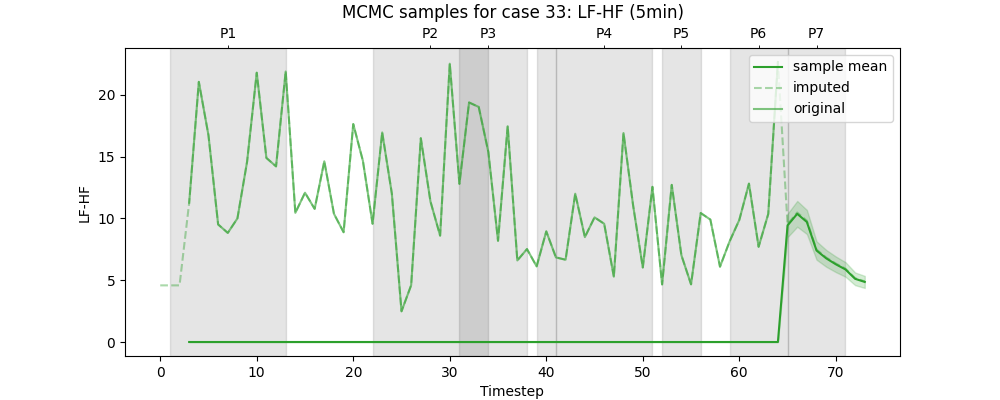 MCMC samples for case 33: LF-HF (5min)
P1 P2 P3 P4 P5 P6 P7
sample mean
imputed
original
LF-HF
20
15
10
5
0
0 10 20 30 40 50 60 70
Timestep